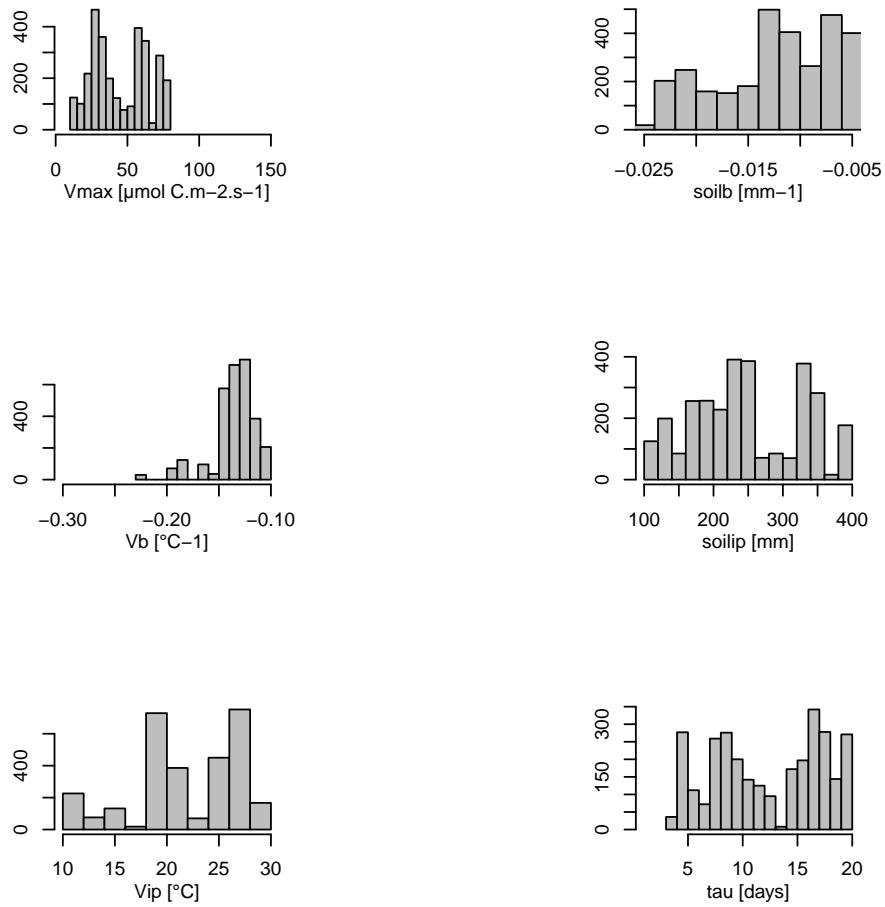 0 200 400
0 50 100 150
Vmax [µmol C.m−2.s−1]
0 200 400
−0.025 −0.015 −0.005
soilb [mm−1]
0 400
−0.30 −0.20 −0.10
Vb [°C−1]
0 200 400
100 200 300 400
soilip [mm]
0 400
10 15 20 25 30
Vip [°C]
0 150 300
5 10 15 20
tau [days]